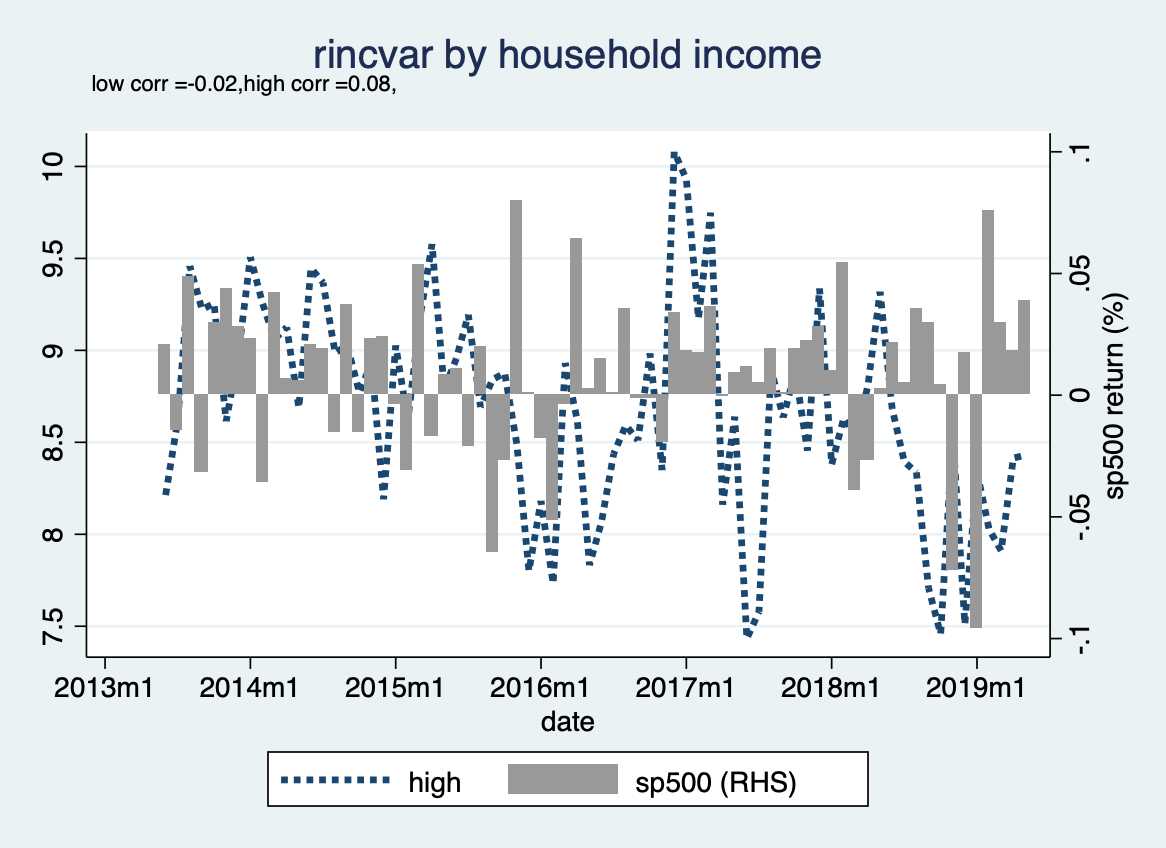 rincvar by household income
low corr =-0.02,high corr =0.08,
10
9.5
9
8.5
8
7.5
.1
.05
0
-.05
-.1
sp500 return (%)
2013m1 2014m1 2015m1 2016m1 2017m1 2018m1 2019m1
date
high sp500 (RHS)